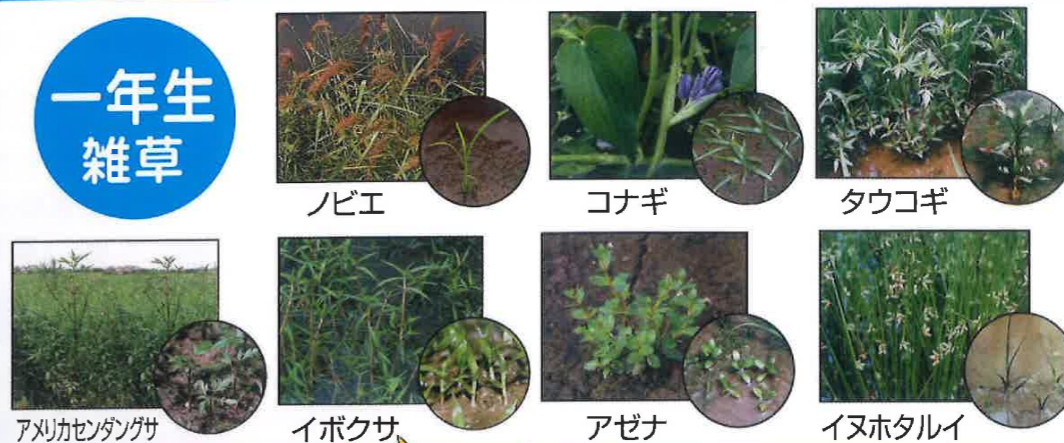 一年生
雑草
ノビエ
コナギ
タウコギ
アメリカセンダングサ
イボクサ
アゼナ
イヌホタルイ